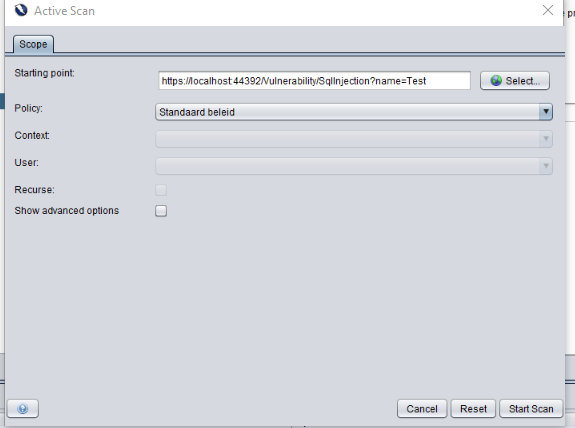 Active Scan
Scope
Starting point:
https://localhost:44392/Vulnerability/SqlInjection?name=Test
Select...
Policy:
Standaard beleid
Context:
User:
Recurse:
Show advanced options
Cancel
Reset
Start Scan